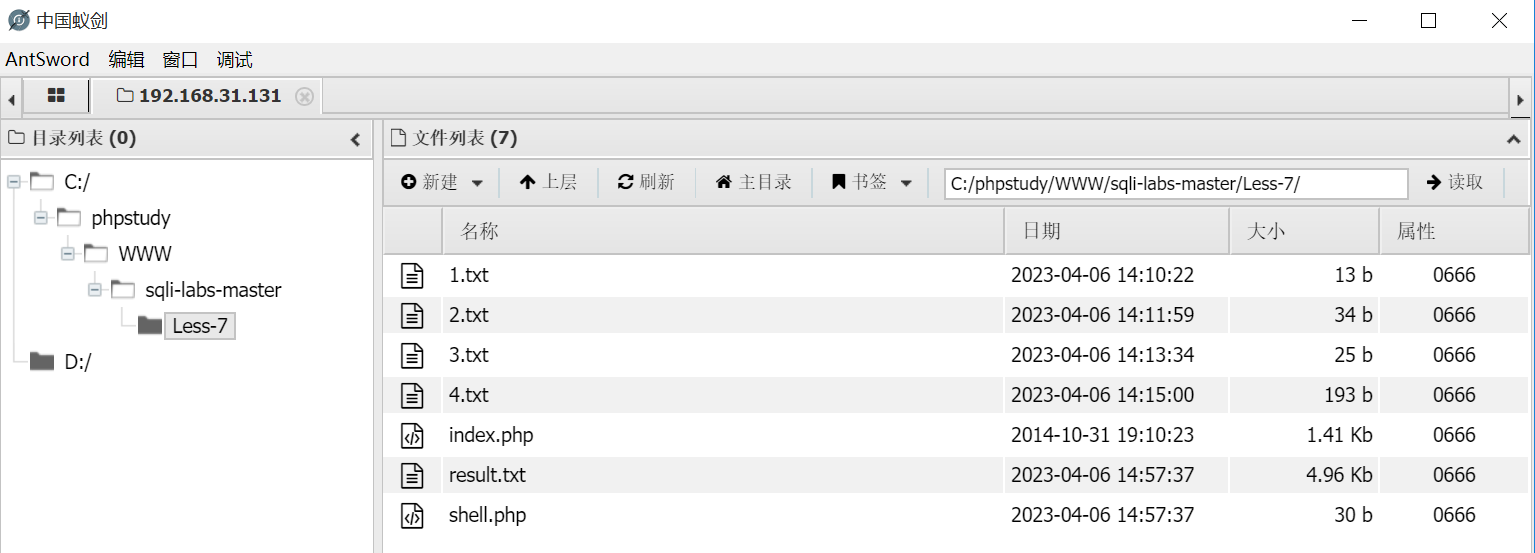 中国蚁剑
AntSword 编辑 窗口 调试
192.168.31.131
目录列表 (0)
C:/
phpstudy
WWW
sqli-labs-master
Less-7
D:/
文件列表 (7)
新建 上层 刷新 主目录 书签 C:/phpstudy/WWW/sqli-labs-master/Less-7/ 读取
名称 日期 大小 属性
1.txt 2023-04-06 14:10:22 13 b 0666
2.txt 2023-04-06 14:11:59 34 b 0666
3.txt 2023-04-06 14:13:34 25 b 0666
4.txt 2023-04-06 14:15:00 193 b 0666
index.php 2014-10-31 19:10:23 1.41 Kb 0666
result.txt 2023-04-06 14:57:37 4.96 Kb 0666
shell.php 2023-04-06 14:57:37 30 b 0666